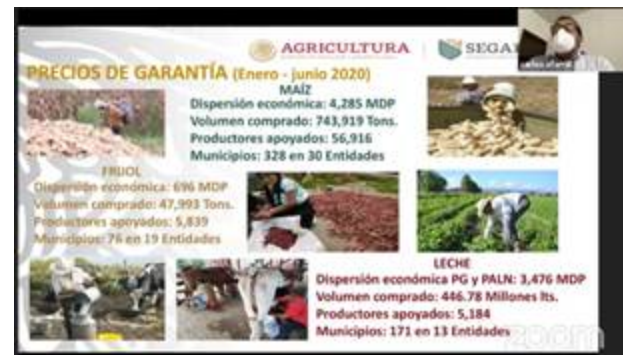 AGRICULTURA
SEGA
PRECIOS DE GARANTÍA (Enero - junio 2020)
MAÍZ
Dispersión económica: 4,285 MDP
Volumen comprado: 743,919 Tons.
Productores apoyados: 56,916
Municipios: 328 en 30 Entidades
FRIJOL
Dispersión económica: 696 MDP
Volumen comprado: 47,993 Tons.
Productores apoyados: 5,839
Municipios: 76 en 19 Entidades
LECHE
Dispersión económica PG y PALN: 3,476 MDP
Volumen comprado: 446.78 Millones lts.
Productores apoyados: 5,184
Municipios: 171 en 13 Entidades
zoom